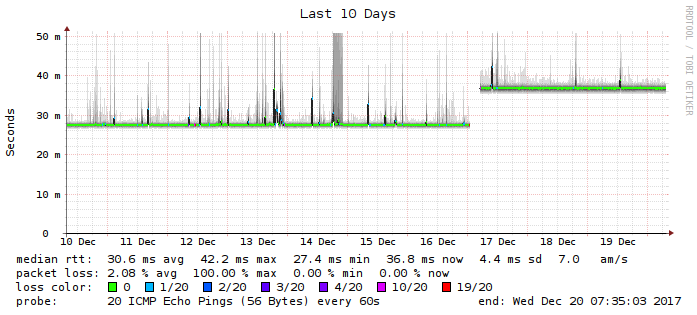 Last 10 Days
RRDTOOL / TOBI OETIKER
Seconds
50 m
40 m
30 m
20 m
10 m
0
10 Dec 11 Dec 12 Dec 13 Dec 14 Dec 15 Dec 16 Dec 17 Dec 18 Dec 19 Dec
median rtt: 30.6 ms avg 42.2 ms max 27.4 ms min 36.8 ms now 4.4 ms sd 7.0 am/s
packet loss: 2.08 % avg 100.00 % max 0.00 % min 0.00 % now
loss color: 0 1/20 2/20 3/20 4/20 10/20 19/20
probe: 20 ICMP Echo Pings (56 Bytes) every 60s end: Wed Dec 20 07:35:03 2017